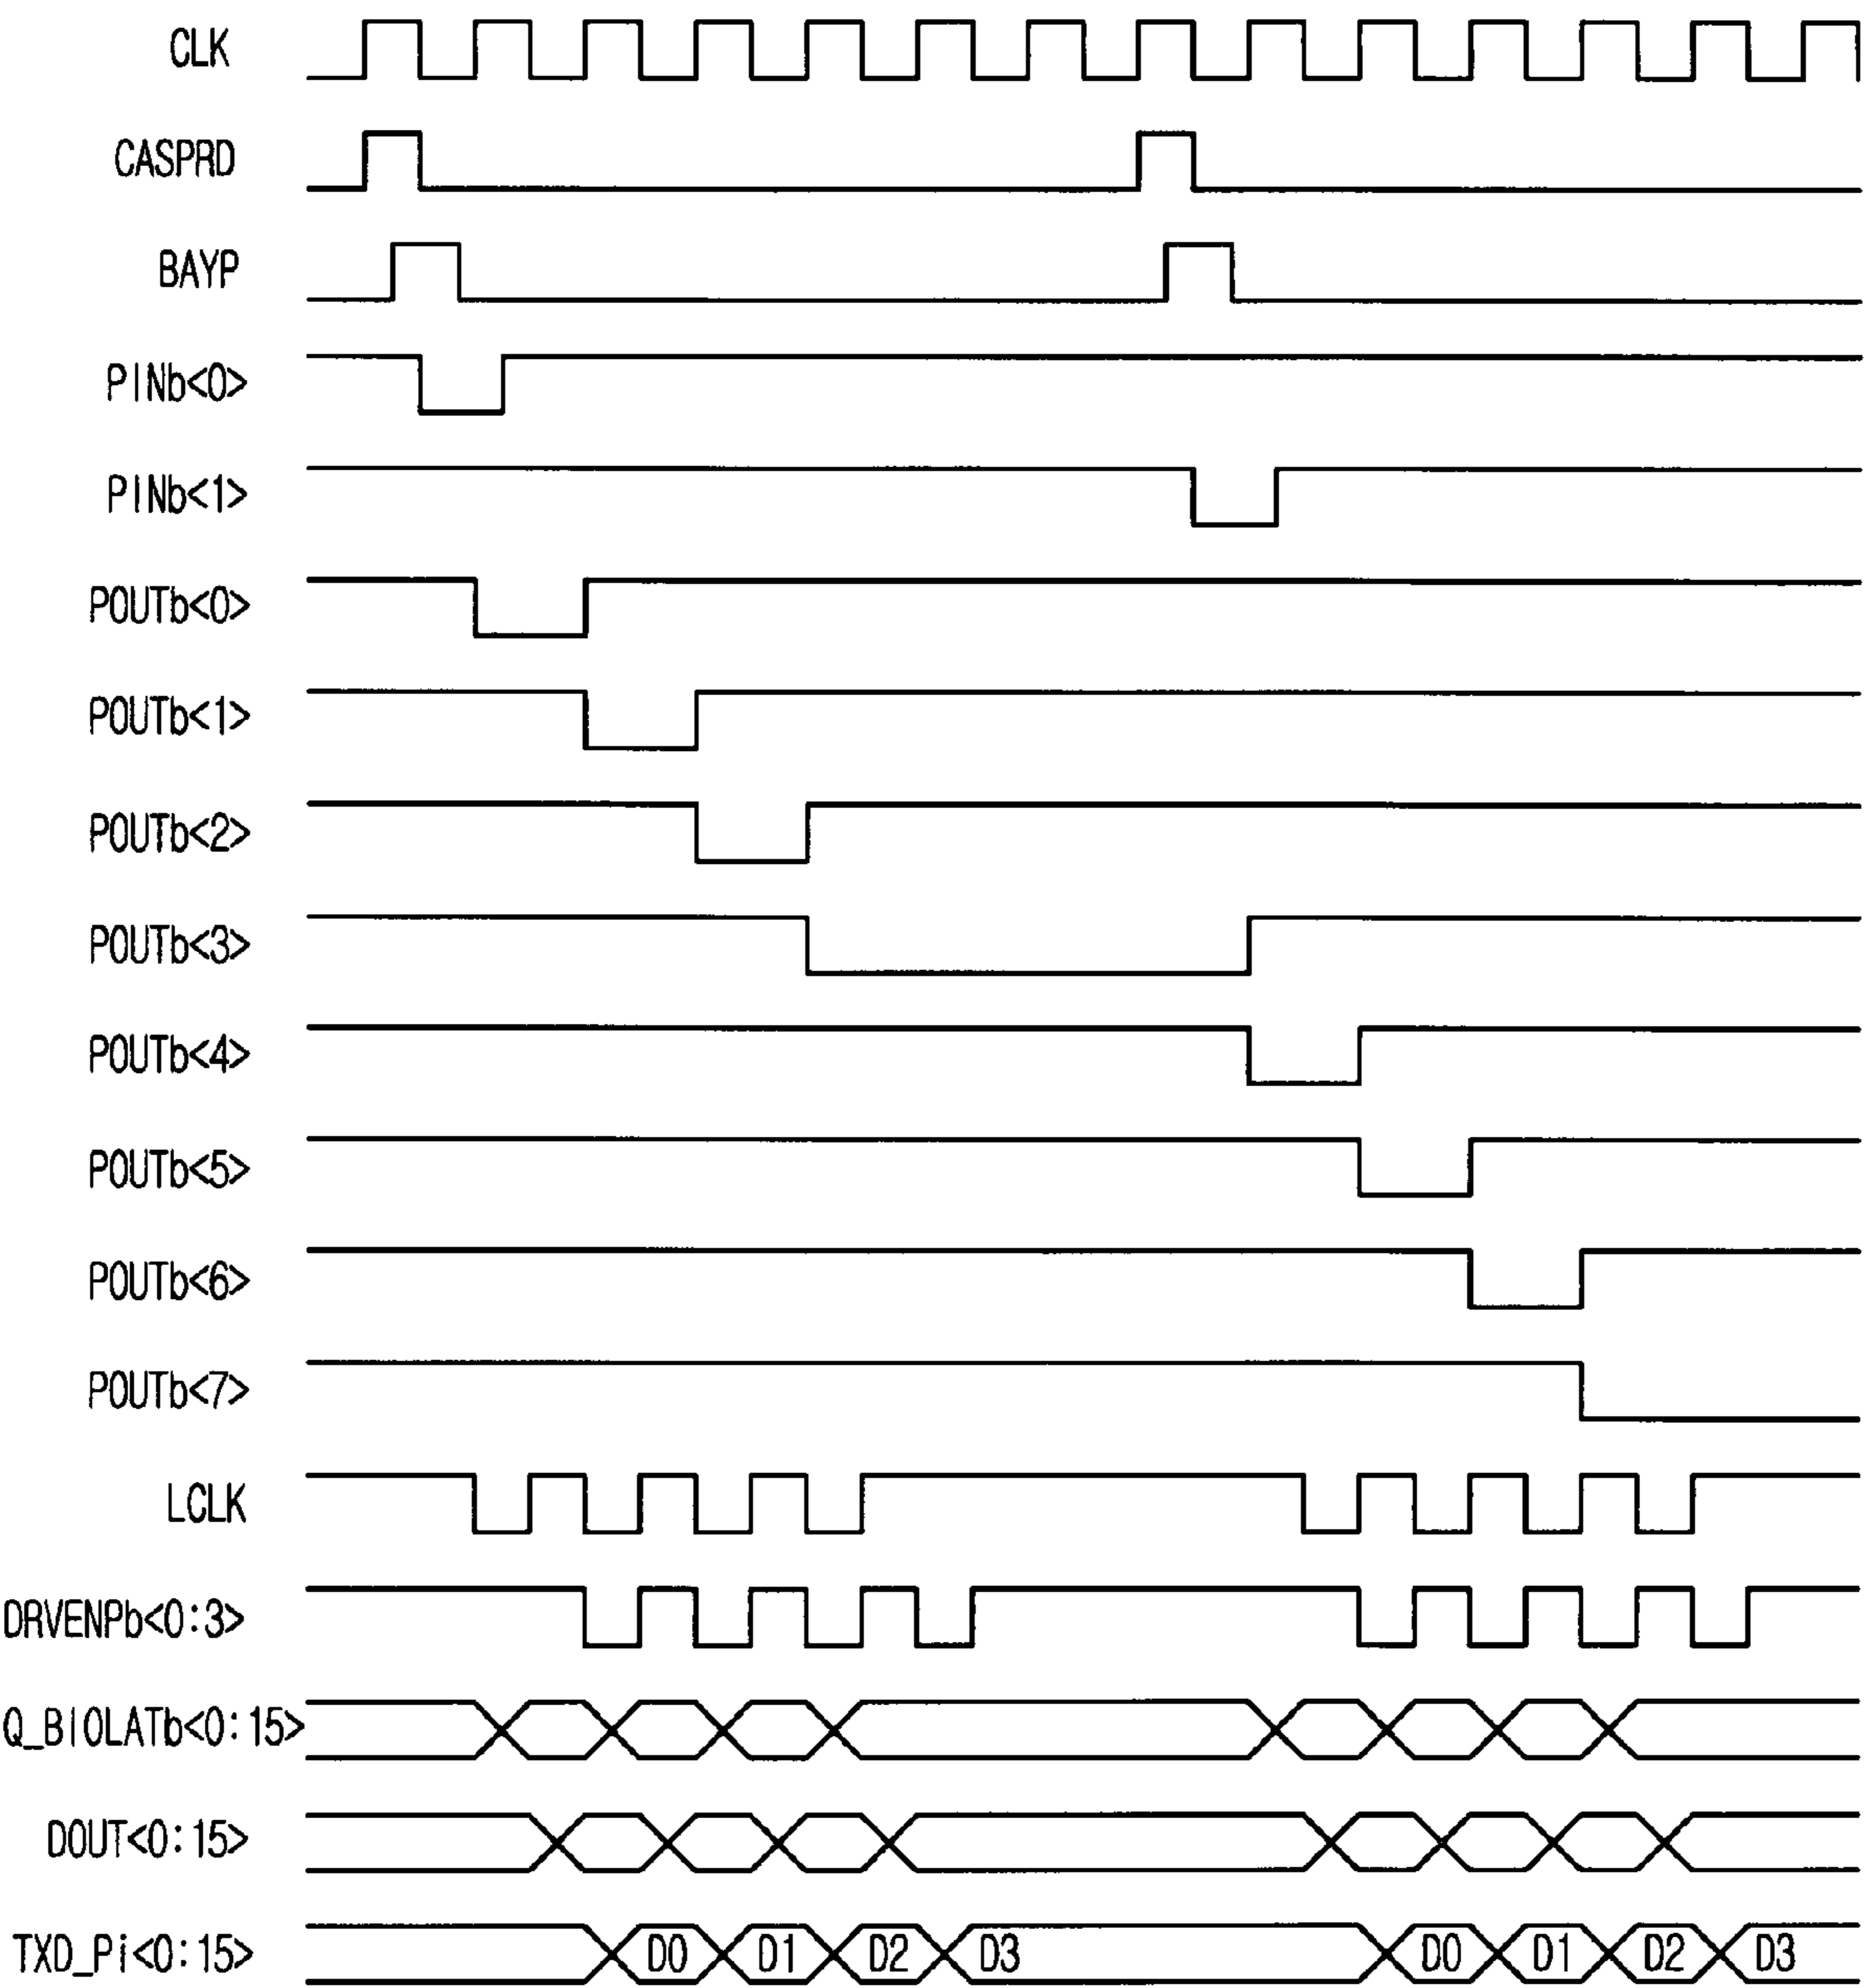 CLK
CASPRD
BAYP
PINb<0>
PINb<1>
POUTb<0>
POUTb<1>
POUTb<2>
POUTb<3>
POUTb<4>
POUTb<5>
POUTb<6>
POUTb<7>
LCLK
DRVENPb<0:3>
Q_BIOLATb<0:15>
DOUT<0:15>
TXD_Pi<0:15> D0 D1 D2 D3 D0 D1 D2 D3